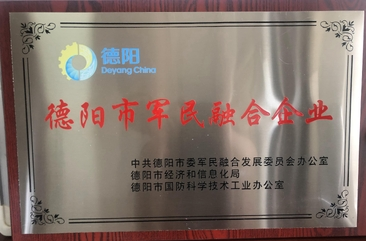 德阳
Deyang China
德阳市军民融合企业
中共德阳市委军民融合发展委员会办公室
德阳市经济和信息化局
德阳市国防科学技术工业办公室